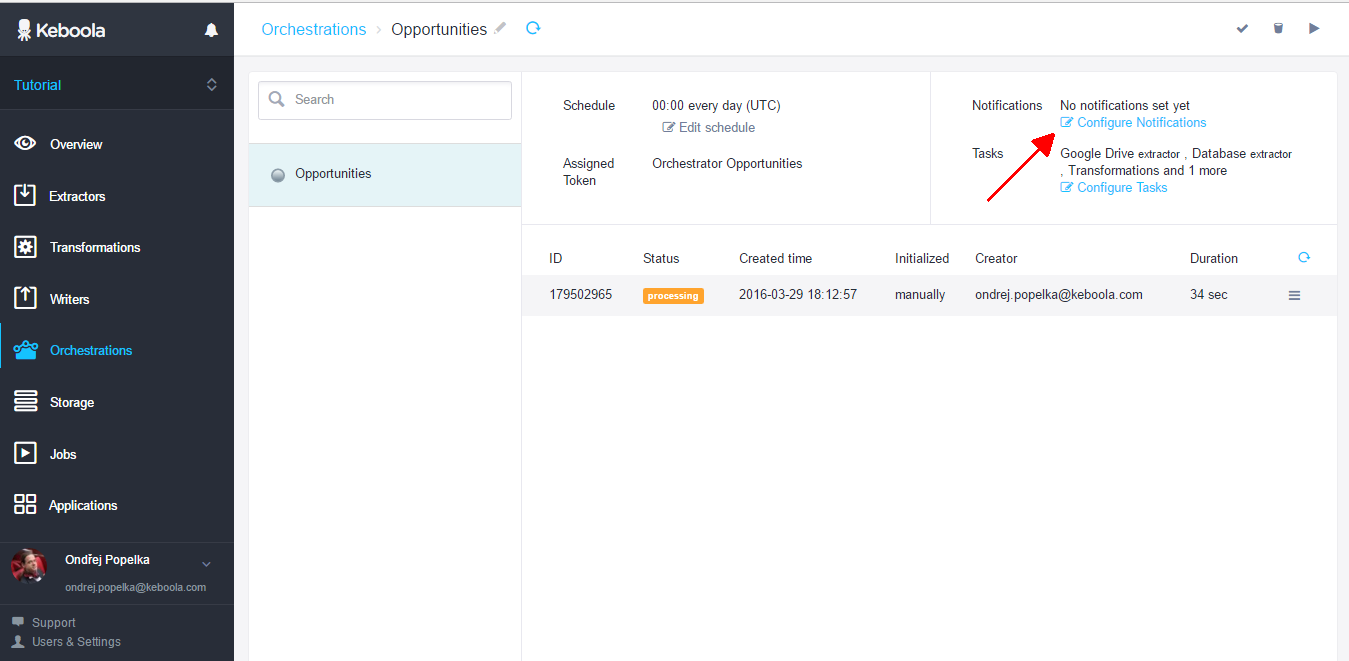 Keboola
Tutorial
Overview
Extractors
Transformations
Writers
Orchestrations
Storage
Jobs
Applications
Ondřej Popelka
ondrej.popelka@keboola.com
Support
Users & Settings
Orchestrations › Opportunities
Search
Opportunities
Schedule 00:00 every day (UTC)
Edit schedule
Assigned Token Orchestrator Opportunities
Notifications No notifications set yet
Configure Notifications
Tasks Google Drive extractor , Database extractor
, Transformations and 1 more
Configure Tasks
ID Status Created time Initialized Creator Duration
179502965 processing 2016-03-29 18:12:57 manually ondrej.popelka@keboola.com 34 sec